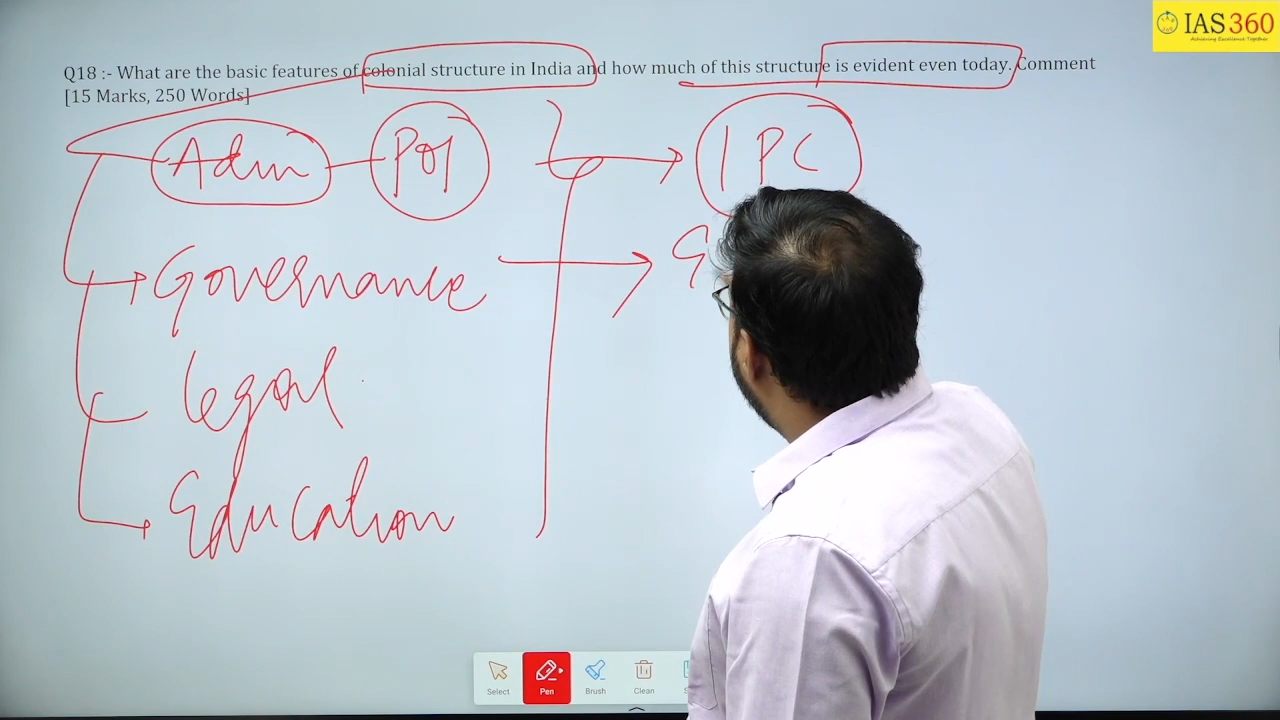 IAS360
Achieving Excellence Together
Q18 :- What are the basic features of colonial structure in India and how much of this structure is evident even today. Comment
[15 Marks, 250 Words]
Adm Pol IPC
Governance G
legal
Education
Select Pen Brush Clean S